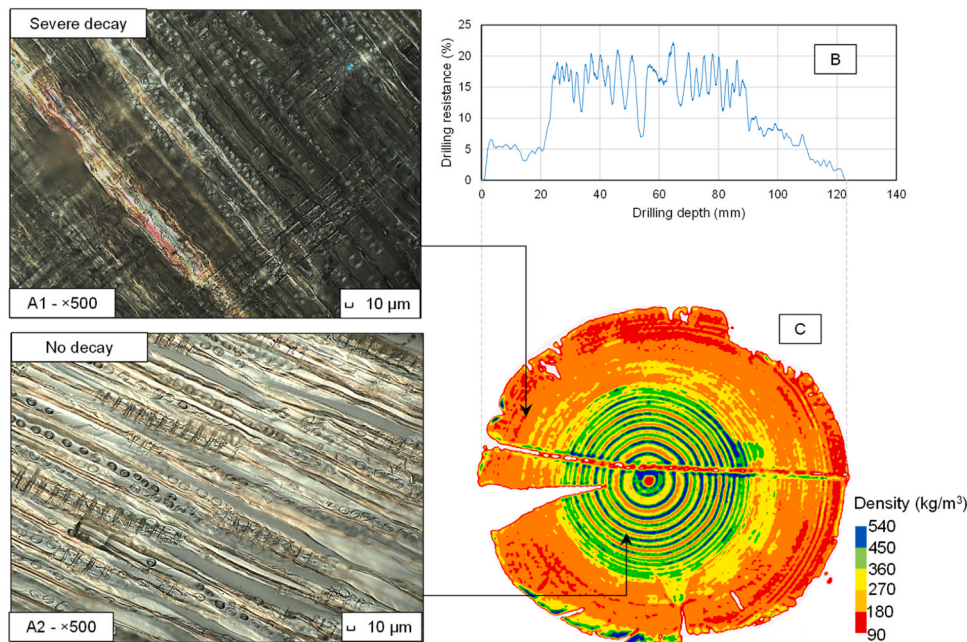 Severe decay
A1 - ×500
10 µm
No decay
A2 - ×500
10 µm
Drilling resistance (%)
25
20
15
10
5
0
B
0 20 40 60 80 100 120 140
Drilling depth (mm)
C
Density (kg/m³)
540
450
360
270
180
90